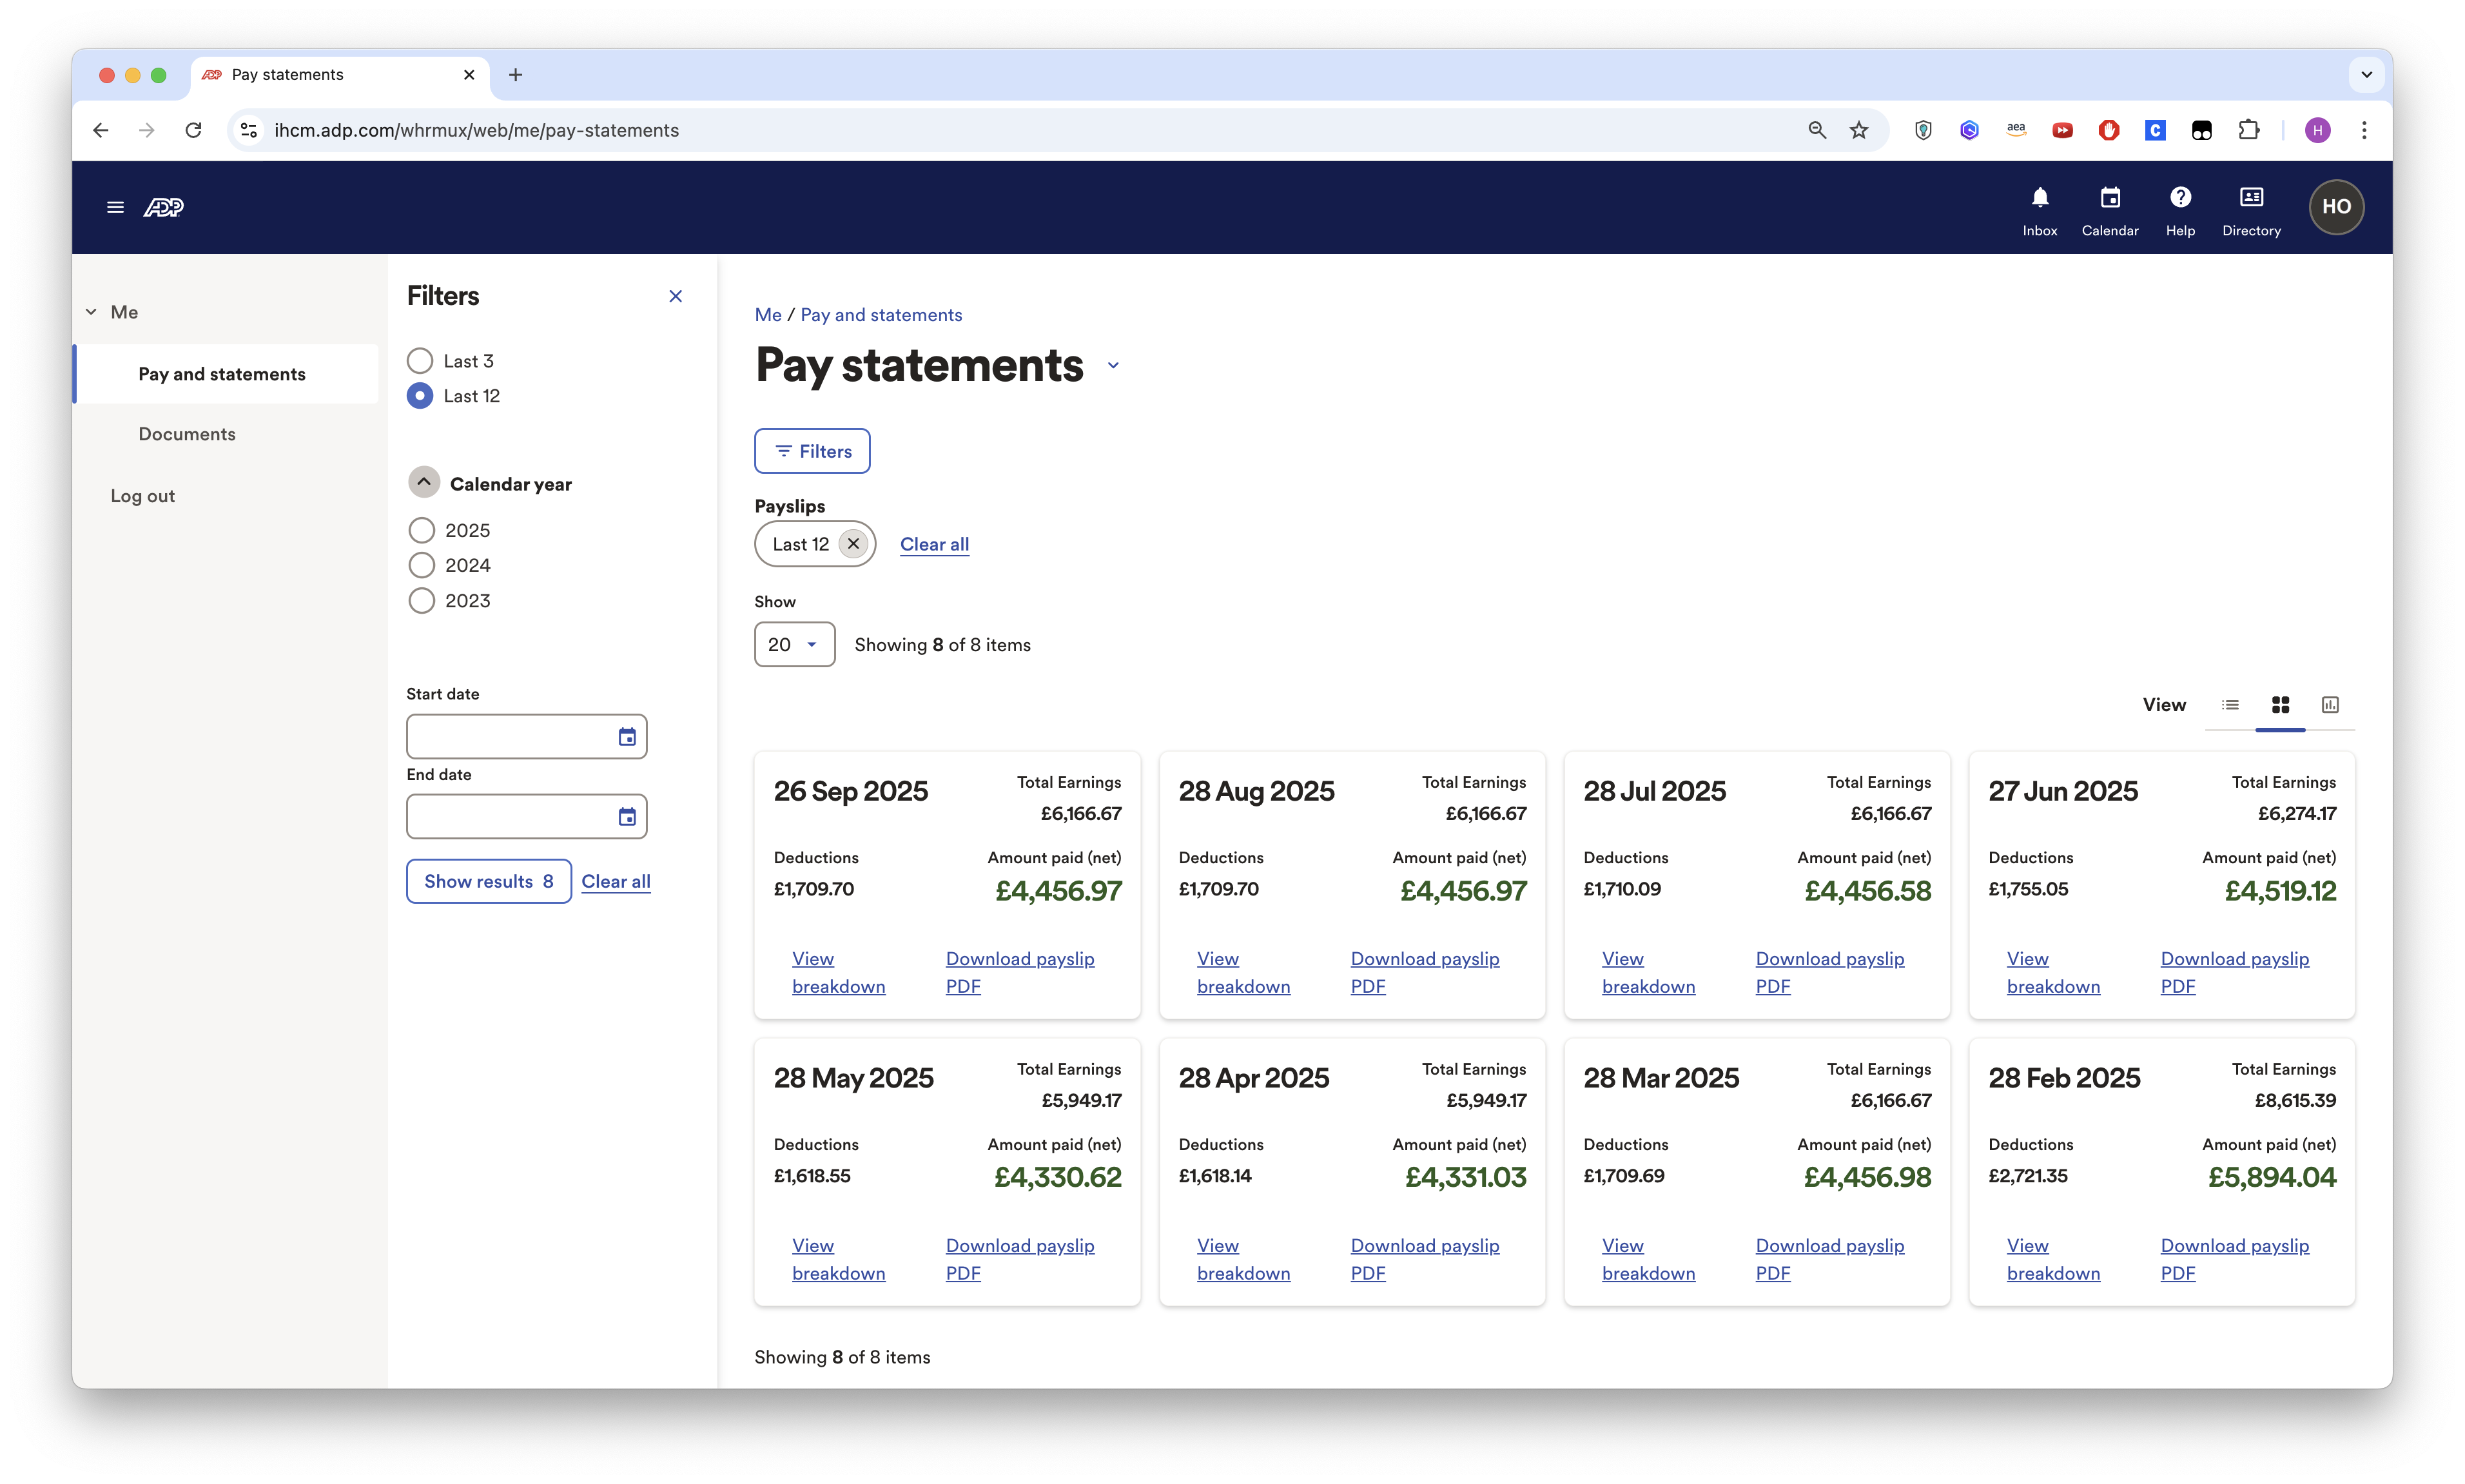 ADP Pay statements
ihcm.adp.com/whrmux/web/me/pay-statements
aea
C
H
ADP
Inbox
Calendar
Help
Directory
HO
Me
Pay and statements
Documents
Log out
Filters
Last 3
Last 12
Calendar year
2025
2024
2023
Start date
End date
Show results 8 Clear all
Me / Pay and statements
Pay statements
Filters
Payslips
Last 12 Clear all
Show
20 Showing 8 of 8 items
View
26 Sep 2025
Total Earnings
£6,166.67
Deductions
£1,709.70
Amount paid (net)
£4,456.97
View
breakdown
Download payslip
PDF
28 Aug 2025
Total Earnings
£6,166.67
Deductions
£1,709.70
Amount paid (net)
£4,456.97
View
breakdown
Download payslip
PDF
28 Jul 2025
Total Earnings
£6,166.67
Deductions
£1,710.09
Amount paid (net)
£4,456.58
View
breakdown
Download payslip
PDF
27 Jun 2025
Total Earnings
£6,274.17
Deductions
£1,755.05
Amount paid (net)
£4,519.12
View
breakdown
Download payslip
PDF
28 May 2025
Total Earnings
£5,949.17
Deductions
£1,618.55
Amount paid (net)
£4,330.62
View
breakdown
Download payslip
PDF
28 Apr 2025
Total Earnings
£5,949.17
Deductions
£1,618.14
Amount paid (net)
£4,331.03
View
breakdown
Download payslip
PDF
28 Mar 2025
Total Earnings
£6,166.67
Deductions
£1,709.69
Amount paid (net)
£4,456.98
View
breakdown
Download payslip
PDF
28 Feb 2025
Total Earnings
£8,615.39
Deductions
£2,721.35
Amount paid (net)
£5,894.04
View
breakdown
Download payslip
PDF
Showing 8 of 8 items